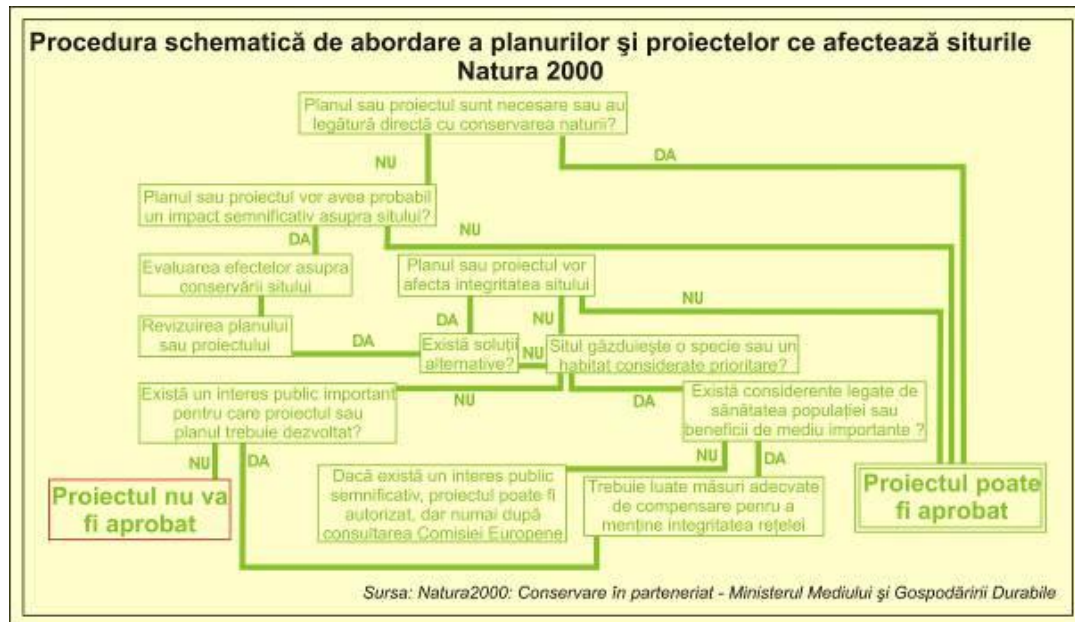 Procedura schematică de abordare a planurilor şi proiectelor ce afectează siturile
Natura 2000
Planul sau proiectul sunt necesare sau au
legătură directă cu conservarea naturii?
NU
DA
Planul sau proiectul vor avea probabil
un impact semnificativ asupra sitului?
DA
NU
Evaluarea efectelor asupra
conservării sitului
Planul sau proiectul vor
afecta integritatea sitului
NU
DA
NU
Revizuirea planului
sau proiectului
DA
Există soluţii
alternative?
NU
Situl găzduieşte o specie sau un
habitat considerate prioritare?
NU
DA
Există un interes public important
pentru care proiectul sau
planul trebuie dezvoltat?
Există considerente legate de
sănătatea populaţiei sau
beneficii de mediu importante ?
NU
DA
NU
DA
Proiectul nu va
fi aprobat
Dacă există un interes public
semnificativ, proiectul poate fi
autorizat, dar numai după
consultarea Comisiei Europene
Trebuie luate măsuri adecvate
de compensare penru a
menţine integritatea reţelei
Proiectul poate
fi aprobat
Sursa: Natura2000: Conservare în parteneriat - Ministerul Mediului şi Gospodăririi Durabile